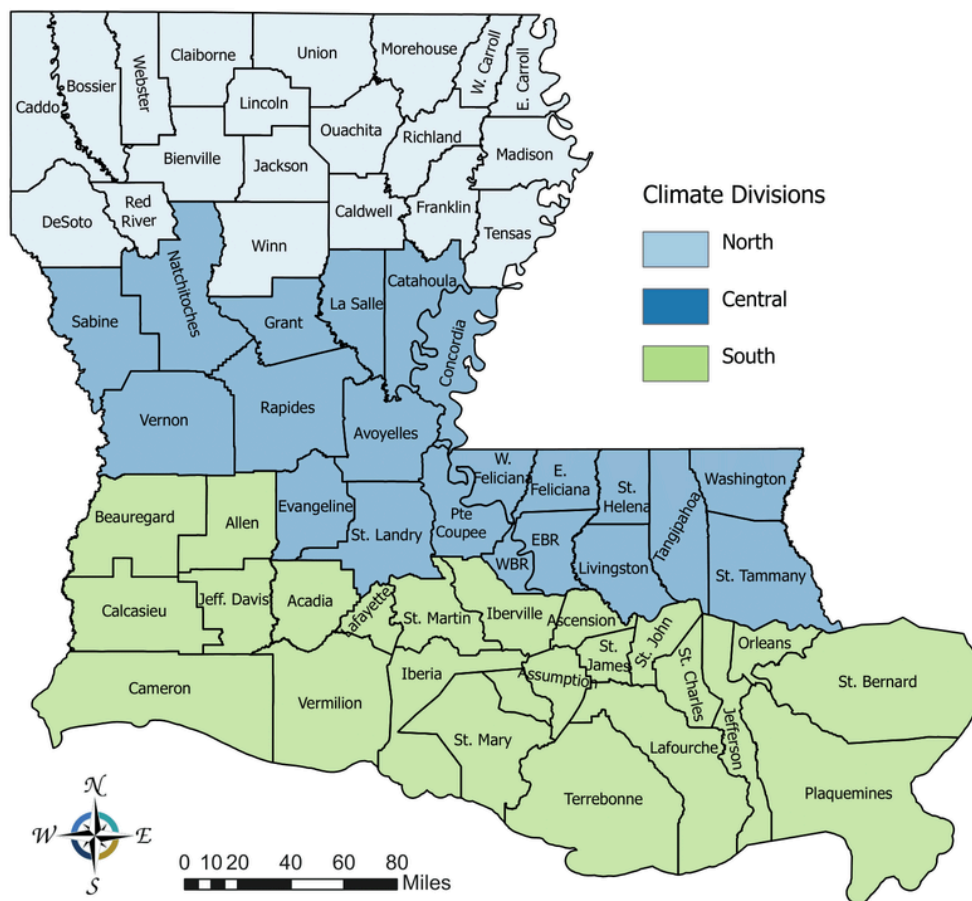 Claiborne
Union
Morehouse
W. Carroll
E. Carroll
Webster
Bossier
Caddo
Lincoln
Ouachita
Richland
Madison
Bienville
Jackson
Climate Divisions
DeSoto
Red
River
Caldwell
Franklin
Tensas
North
Winn
Natchitoches
Catahoula
La Salle
Central
Sabine
Grant
Concordia
South
Vernon
Rapides
Avoyelles
W.
Feliciana
E.
Feliciana
St.
Helena
Tangipahoa
Washington
Beauregard
Allen
Evangeline
St. Landry
Pte
Coupee
EBR
WBR
Livingston
St. Tammany
Calcasieu
Jeff. Davis
Acadia
Lafayette
St. Martin
Iberville
Ascension
St. John
Orleans
St.
James
St. Charles
Cameron
Vermilion
Iberia
Assumption
St. Bernard
St. Mary
Lafourche
Jefferson
Terrebonne
Plaquemines
N
W
E
S
0 10 20 40 60 80
Miles